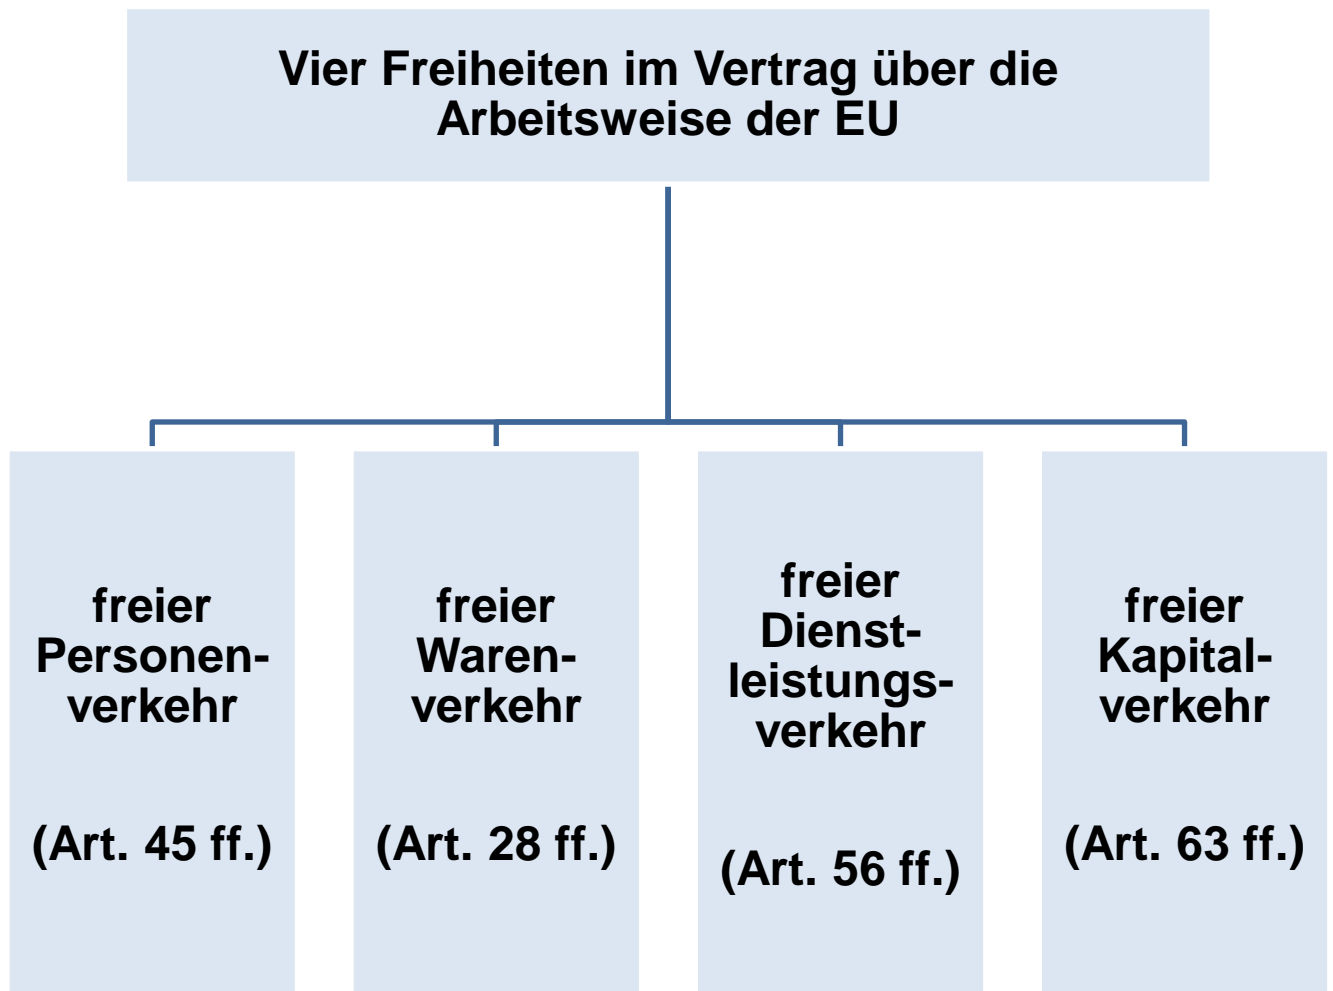 Vier Freiheiten im Vertrag über die
Arbeitsweise der EU
freier
Personen-
verkehr
(Art. 45 ff.)
freier
Waren-
verkehr
(Art. 28 ff.)
freier
Dienst-
leistungs-
verkehr
(Art. 56 ff.)
freier
Kapital-
verkehr
(Art. 63 ff.)